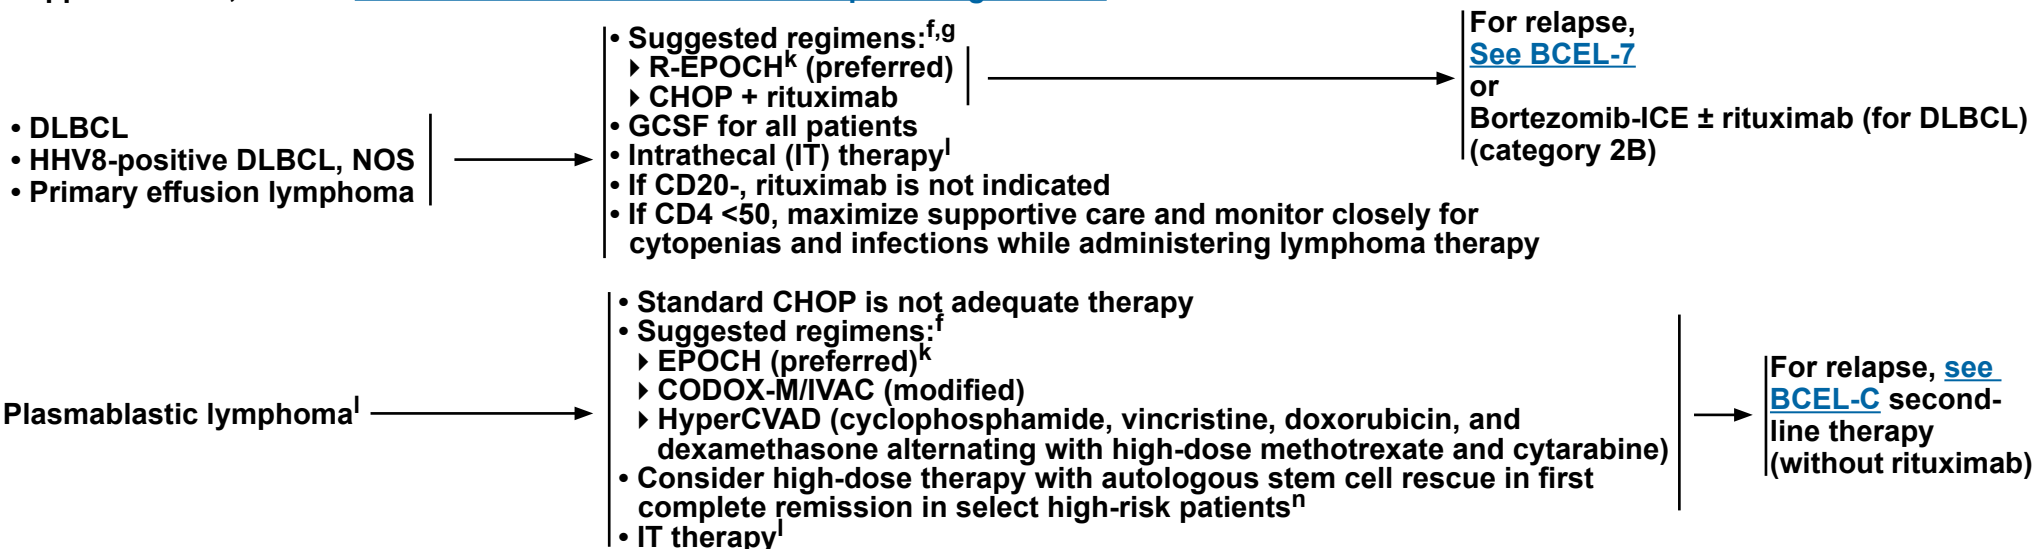 • DLBCL
• HHV8-positive DLBCL, NOS
• Primary effusion lymphoma
• Suggested regimens:f,g
▸ R-EPOCHk (preferred)
▸ CHOP + rituximab
• GCSF for all patients
• Intrathecal (IT) therapyl
• If CD20-, rituximab is not indicated
• If CD4 <50, maximize supportive care and monitor closely for
cytopenias and infections while administering lymphoma therapy
For relapse,
See BCEL-7
or
Bortezomib-ICE ± rituximab (for DLBCL)
(category 2B)
Plasmablastic lymphomal
• Standard CHOP is not adequate therapy
• Suggested regimens:f
▸ EPOCH (preferred)k
▸ CODOX-M/IVAC (modified)
▸ HyperCVAD (cyclophosphamide, vincristine, doxorubicin, and
dexamethasone alternating with high-dose methotrexate and cytarabine)
• Consider high-dose therapy with autologous stem cell rescue in first
complete remission in select high-risk patientsn
• IT therapyl
For relapse, see
BCEL-C second-
line therapy
(without rituximab)